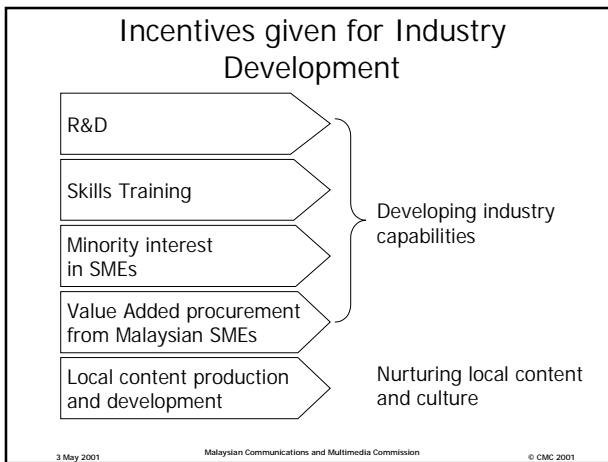 Incentives given for Industry
Development
R&D
Skills Training
Minority interest
in SMEs
Value Added procurement
from Malaysian SMEs
Developing industry
capabilities
Local content production
and development
Nurturing local content
and culture
3 May 2001
Malaysian Communications and Multimedia Commission
© CMC 2001